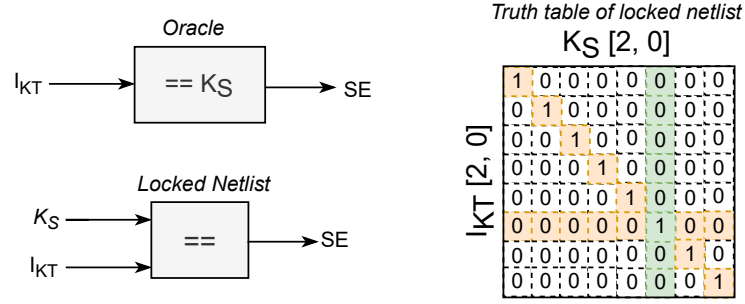 Oracle
I_KT
== K_S
SE
Locked Netlist
K_S
I_KT
==
SE
Truth table of locked netlist
K_S [2, 0]
I_KT [2, 0]
1 0 0 0 0 0 0 0
0 1 0 0 0 0 0 0
0 0 1 0 0 0 0 0
0 0 0 1 0 0 0 0
0 0 0 0 1 0 0 0
0 0 0 0 0 1 0 0
0 0 0 0 0 0 1 0
0 0 0 0 0 0 0 1